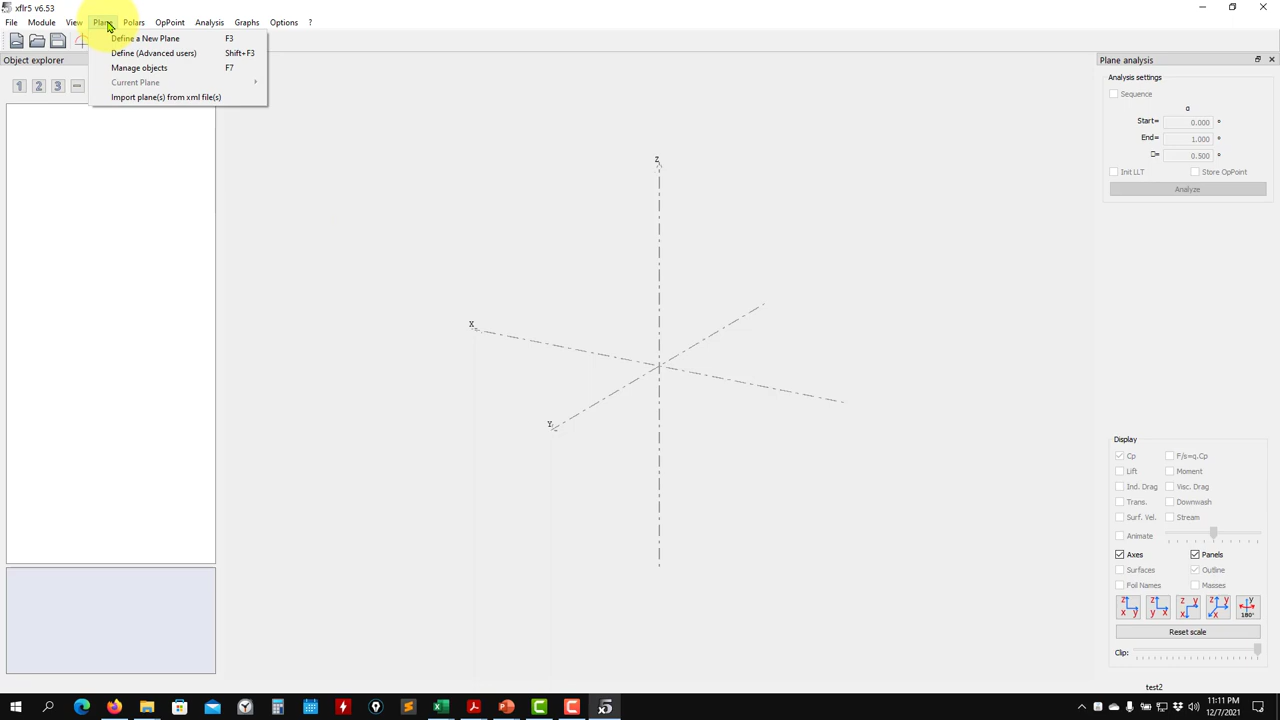 xflr5 v6.53
File Module View Plane Polars OpPoint Analysis Graphs Options ?
Define a New Plane F3
Define (Advanced users) Shift+F3
Manage objects F7
Current Plane
Import plane(s) from xml file(s)
Object explorer
1 2 3
Z
X
Y
Plane analysis
Analysis settings
Sequence
α
Start= 0.000 °
End= 1.000 °
= 0.500 °
Init LLT Store OpPoint
Analyze
Display
Cp F/s=q.Cp
Lift Moment
Ind. Drag Visc. Drag
Trans. Downwash
Surf. Vel. Stream
Animate
Axes Panels
Surfaces Outline
Foil Names Masses
z x y z y x z y x z y x y 180°
Reset scale
Clip:
test2
11:11 PM
12/7/2021